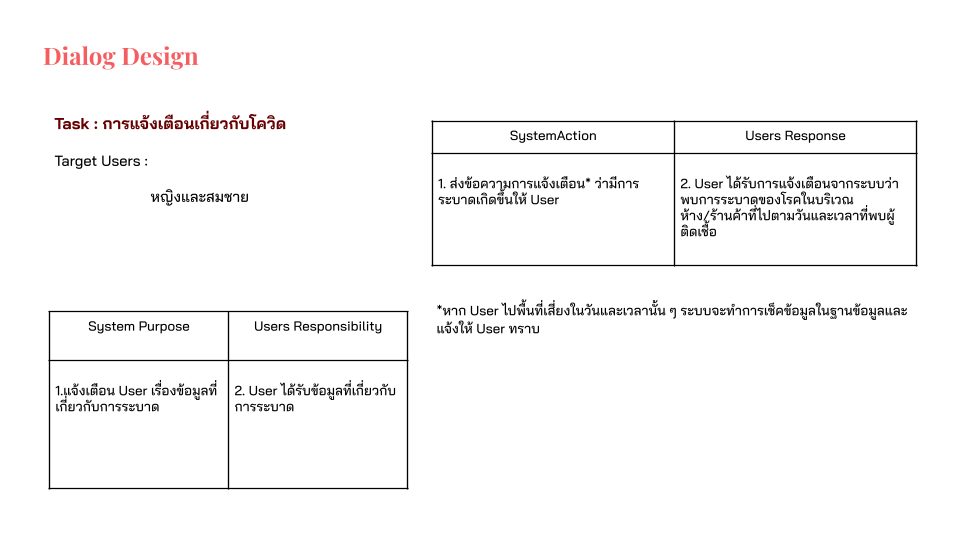 Dialog Design
Task : การแจ้งเตือนเกี่ยวกับโควิด
Target Users :
หญิงและสมชาย
System Purpose
Users Responsibility
1.แจ้งเตือน User เรื่องข้อมูลที่
เกี่ยวกับการระบาด
2. User ได้รับข้อมูลที่เกี่ยวกับ
การระบาด
SystemAction
Users Response
1. ส่งข้อความการแจ้งเตือน* ว่ามีการ
ระบาดเกิดขึ้นให้ User
2. User ได้รับการแจ้งเตือนจากระบบว่า
พบการระบาดของโรคในบริเวณ
ห้าง/ร้านค้าที่ไปตามวันและเวลาที่พบผู้
ติดเชื้อ
*หาก User ไปพื้นที่เสี่ยงในวันและเวลานั้น ๆ ระบบจะทำการเช็คข้อมูลในฐานข้อมูลและ
แจ้งให้ User ทราบ